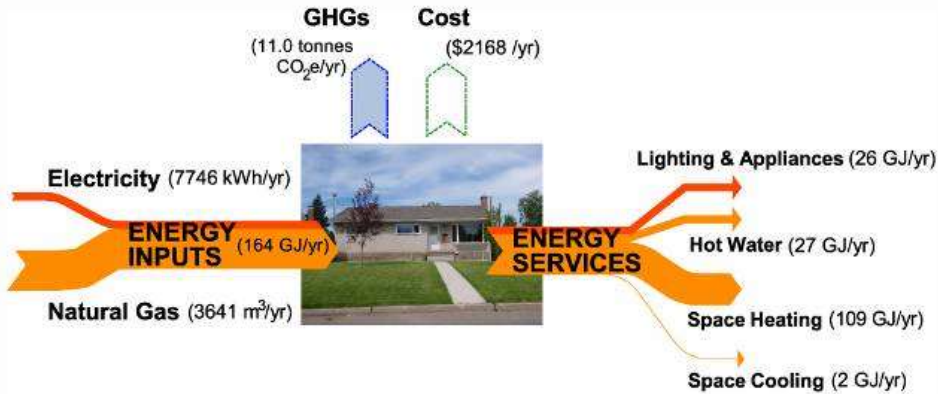 GHGs
(11.0 tonnes
CO₂e/yr)
Cost
($2168 /yr)
Electricity (7746 kWh/yr)
ENERGY
INPUTS (164 GJ/yr)
Natural Gas (3641 m³/yr)
ENERGY
SERVICES
Lighting & Appliances (26 GJ/yr)
Hot Water (27 GJ/yr)
Space Heating (109 GJ/yr)
Space Cooling (2 GJ/yr)